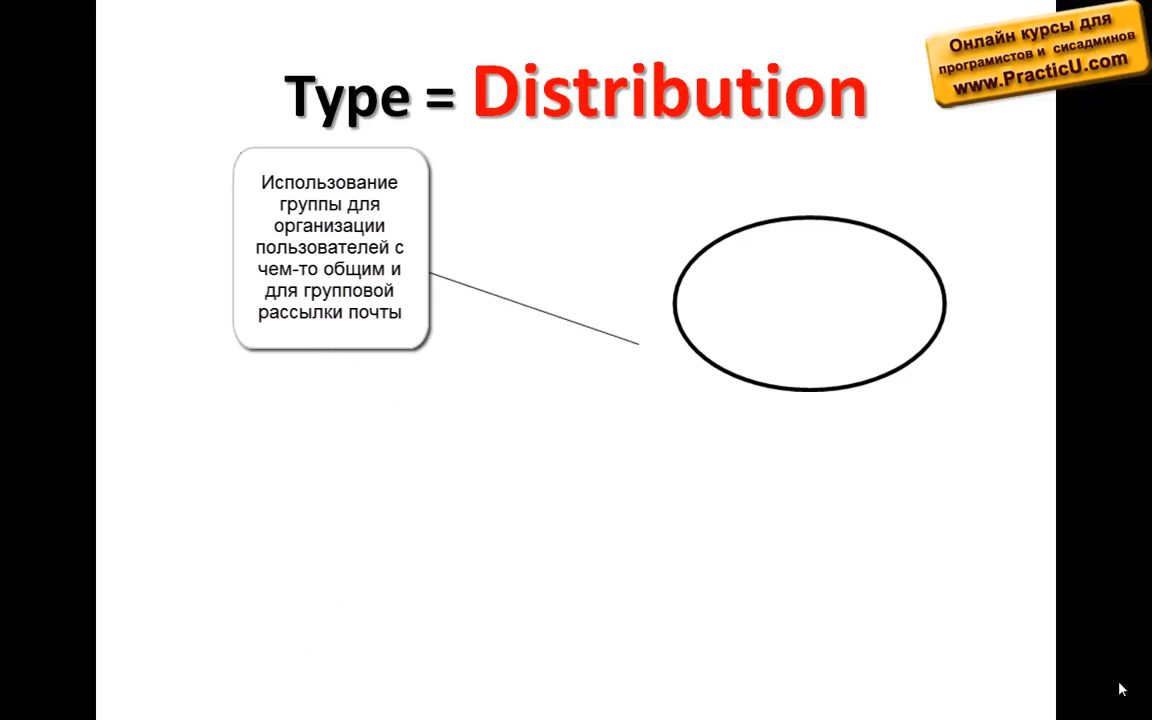 Онлайн курсы для
програмистов и сисадминов
www.PracticU.com
Type = Distribution
Использование
группы для
организации
пользователей с
чем-то общим и
для групповой
рассылки почты